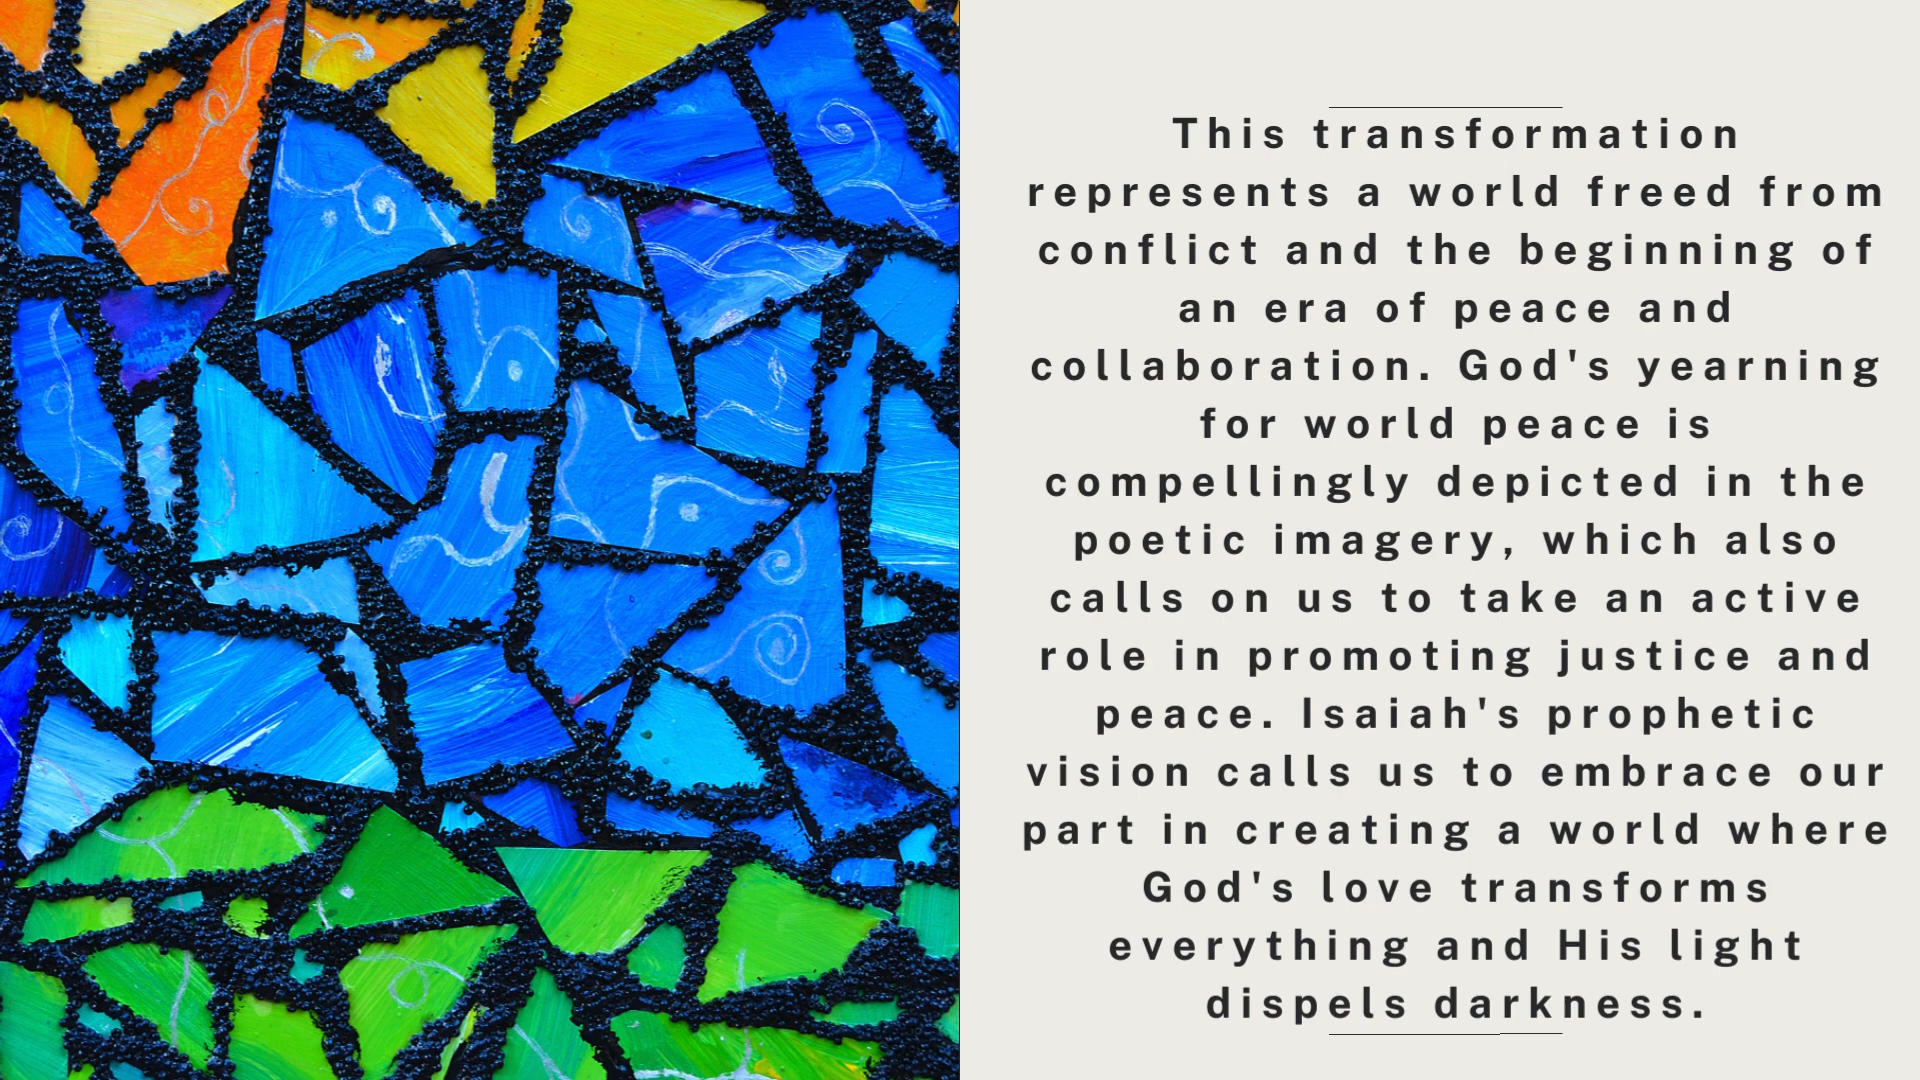 This transformation
represents a world freed from
conflict and the beginning of
an era of peace and
collaboration. God's yearning
for world peace is
compellingly depicted in the
poetic imagery, which also
calls on us to take an active
role in promoting justice and
peace. Isaiah's prophetic
vision calls us to embrace our
part in creating a world where
God's love transforms
everything and His light
dispels darkness.